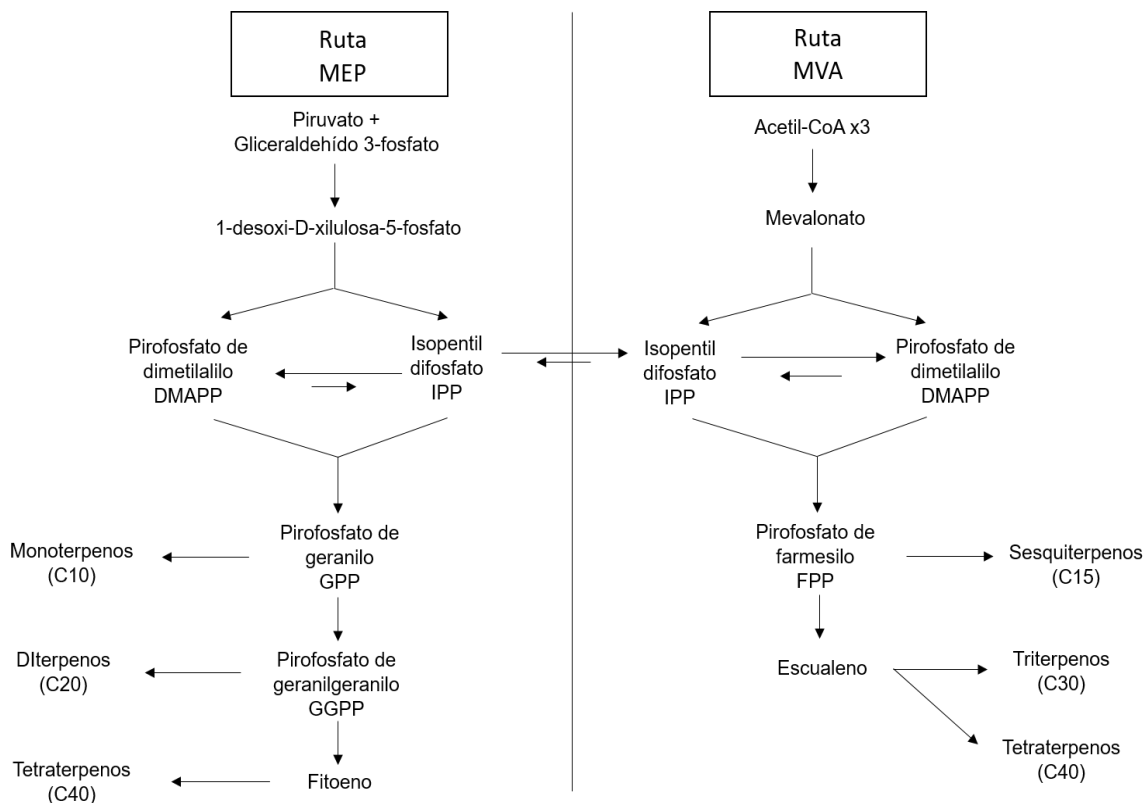 Ruta
MEP
Piruvato +
Gliceraldehído 3-fosfato
1-desoxi-D-xilulosa-5-fosfato
Pirofosfato de
dimetilalilo
DMAPP
Isopentil
difosfato
IPP
Pirofosfato de
geranilo
GPP
Monoterpenos
(C10)
Pirofosfato de
geranilgeranilo
GGPP
DIterpenos
(C20)
Fitoeno
Tetraterpenos
(C40)
Ruta
MVA
Acetil-CoA x3
Mevalonato
Isopentil
difosfato
IPP
Pirofosfato de
dimetilalilo
DMAPP
Pirofosfato de
farmesilo
FPP
Sesquiterpenos
(C15)
Escualeno
Triterpenos
(C30)
Tetraterpenos
(C40)